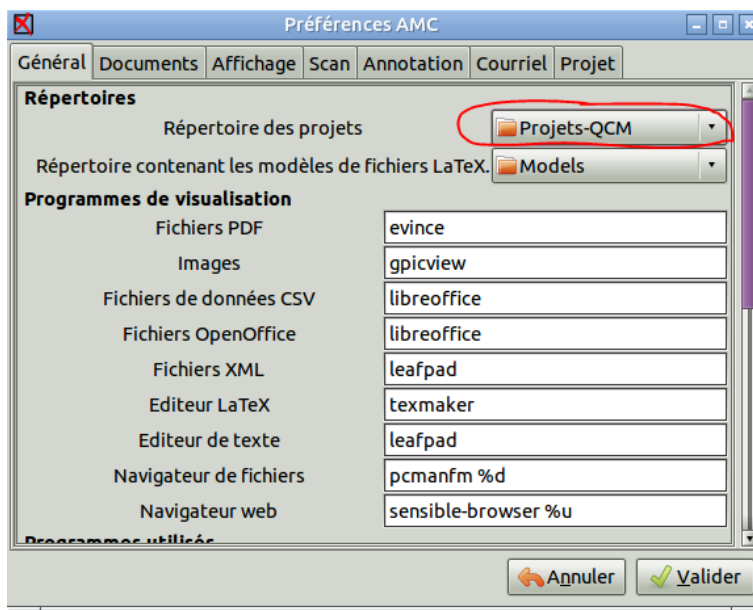 Préférences AMC
Général Documents Affichage Scan Annotation Courriel Projet
Répertoires
Répertoire des projets Projets-QCM
Répertoire contenant les modèles de fichiers LaTeX. Models
Programmes de visualisation
Fichiers PDF evince
Images gpicview
Fichiers de données CSV libreoffice
Fichiers OpenOffice libreoffice
Fichiers XML leafpad
Editeur LaTeX texmaker
Editeur de texte leafpad
Navigateur de fichiers pcmanfm %d
Navigateur web sensible-browser %u
Programmes utilisés
Annuler Valider